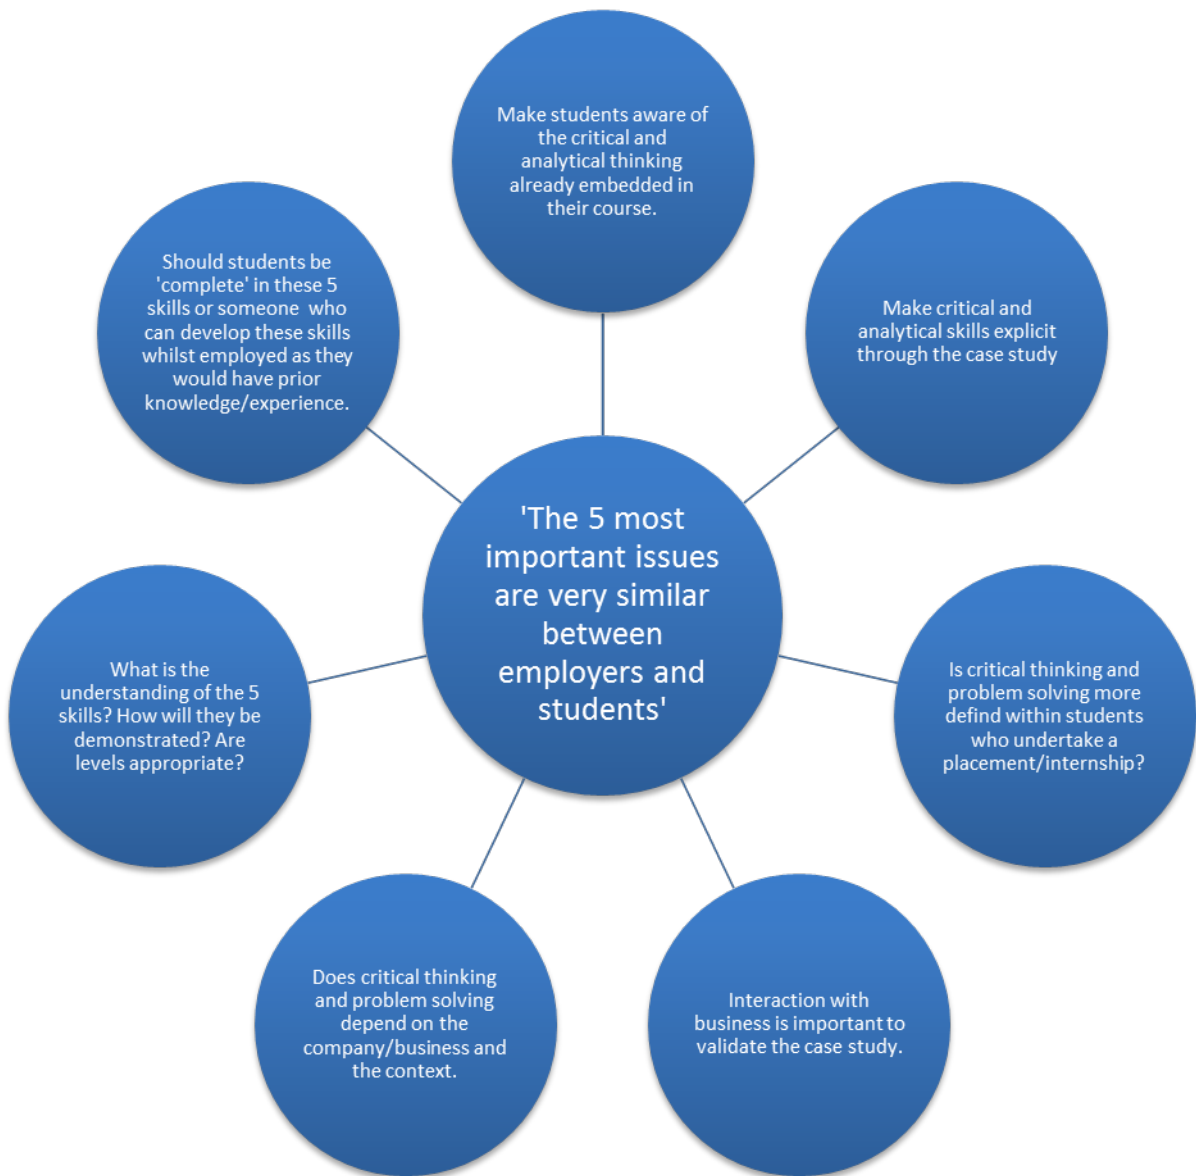 Make students aware of
the critical and
analytical thinking
already embedded in
their course.
Make critical and
analytical skills explicit
through the case study
Is critical thinking and
problem solving more
defind within students
who undertake a
placement/internship?
Interaction with
business is important to
validate the case study.
Does critical thinking
and problem solving
depend on the
company/business and
the context.
What is the
understanding of the 5
skills? How will they be
demonstrated? Are
levels appropriate?
Should students be
'complete' in these 5
skills or someone who
can develop these skills
whilst employed as they
would have prior
knowledge/experience.
'The 5 most
important issues
are very similar
between
employers and
students'